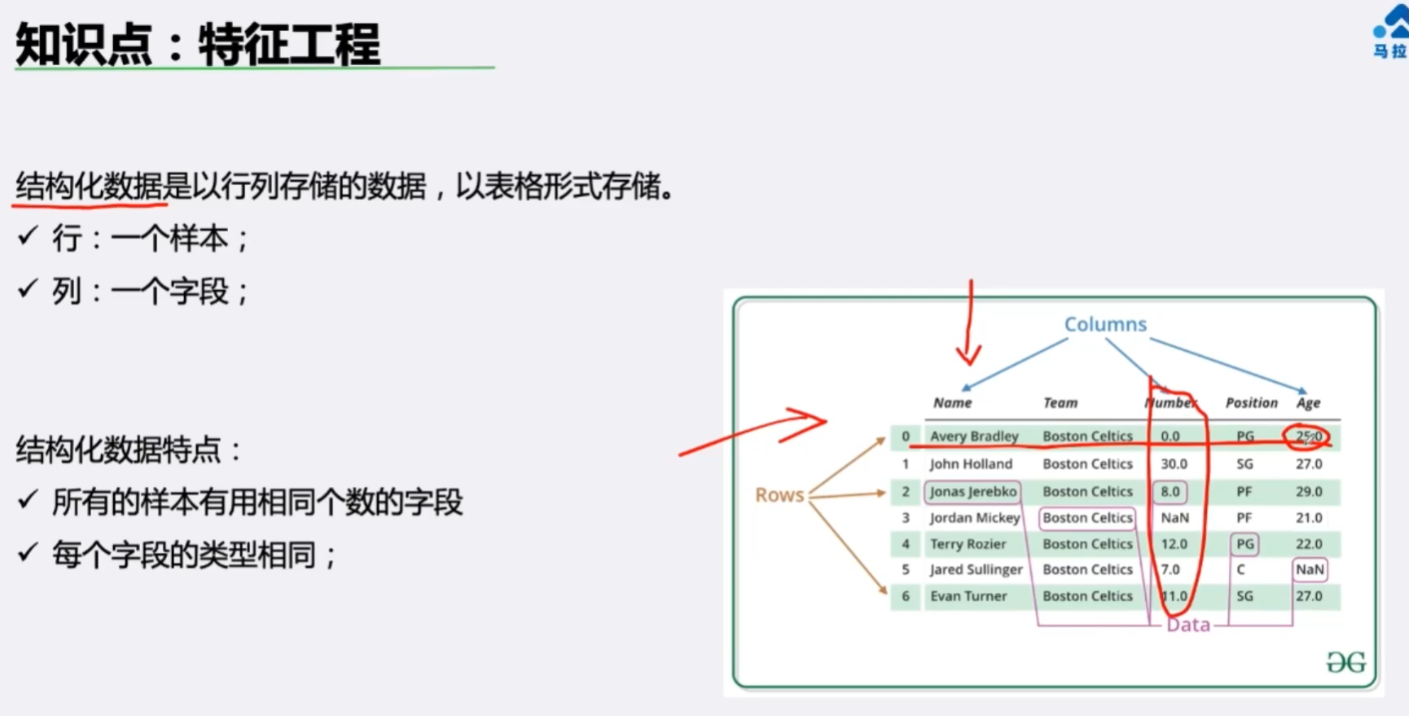 知识点：特征工程
马拉
结构化数据是以行列存储的数据，以表格形式存储。
✓ 行：一个样本；
✓ 列：一个字段；
结构化数据特点：
✓ 所有的样本有用相同个数的字段
✓ 每个字段的类型相同；
Columns
Name Team Number Position Age
0 Avery Bradley Boston Celtics 0.0 PG 25.0
1 John Holland Boston Celtics 30.0 SG 27.0
Rows
2 Jonas Jerebko Boston Celtics 8.0 PF 29.0
3 Jordan Mickey Boston Celtics NaN PF 21.0
4 Terry Rozier Boston Celtics 12.0 PG 22.0
5 Jared Sullinger Boston Celtics 7.0 C NaN
6 Evan Turner Boston Celtics 11.0 SG 27.0
Data